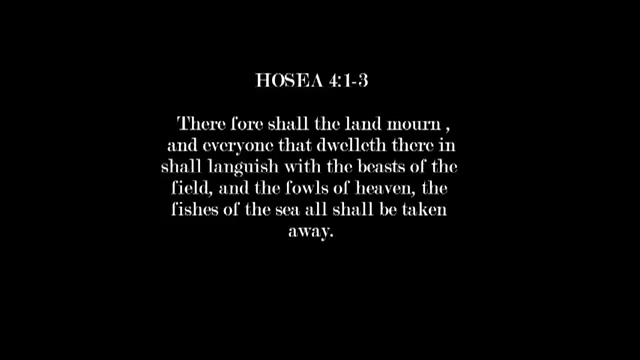 HOSEA 4:1-3
There fore shall the land mourn ,
and everyone that dwelleth there in
shall languish with the beasts of the
field, and the fowls of heaven, the
fishes of the sea all shall be taken
away.